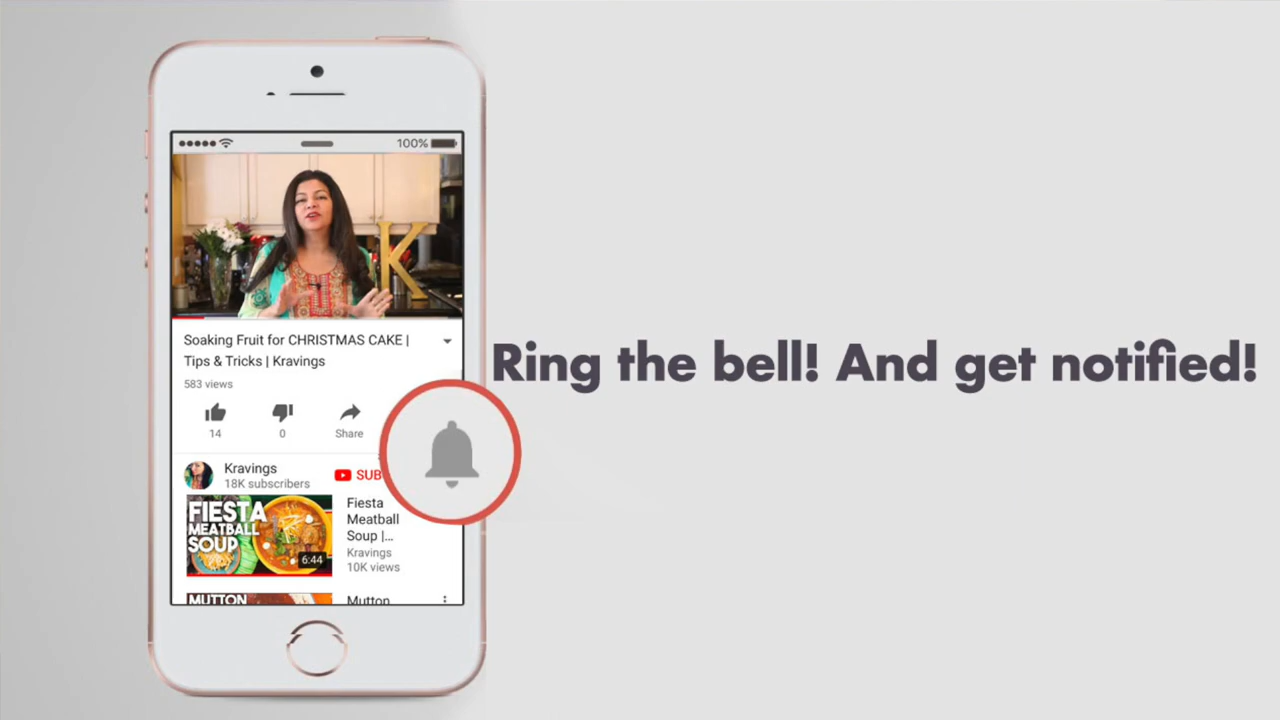 100%
Soaking Fruit for CHRISTMAS CAKE |
Tips & Tricks | Kravings
583 views
14
0
Share
Kravings
18K subscribers
SUB
FIESTA
MEATBALL
SOUP
6:44
Fiesta
Meatball
Soup |...
Kravings
10K views
MUTTON
Mutton
K
Ring the bell! And get notified!